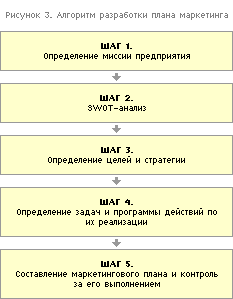 Рисунок 3. Алгоритм разработки плана маркетинга
ШАГ 1.
Определение миссии предприятия
ШАГ 2.
SWOT-анализ
ШАГ 3.
Определение целей и стратегии
ШАГ 4.
Определение задач и программы действий по
их реализации
ШАГ 5.
Составление маркетингового плана и контроль
за его выполнением